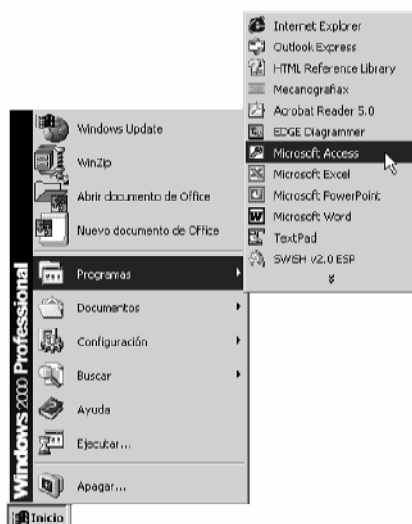 Internet Explorer
Outlook Express
HTML Reference Library
Mecanografiax
Acrobat Reader 5.0
EDGE Diagrammer
Microsoft Access
Microsoft Excel
Microsoft PowerPoint
Microsoft Word
TextPad
SWiSH v2.0 ESP
Windows Update
WinZip
Abrir documento de Office
Nuevo documento de Office
Programas
Documentos
Configuración
Buscar
Ayuda
Ejecutar...
Apagar...
Windows 2000 Professional
Inicio